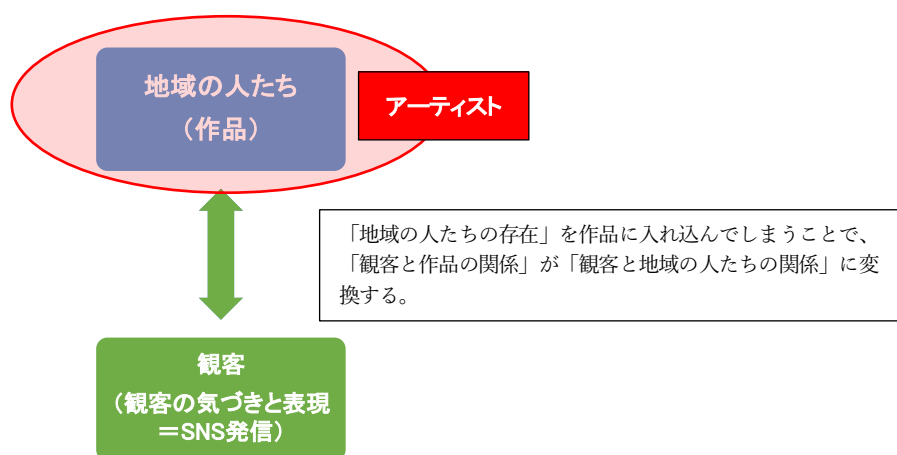 地域の人たち
（作品）
アーティスト
「地域の人たちの存在」を作品に入れ込んでしまうことで、
「観客と作品の関係」が「観客と地域の人たちの関係」に変
換する。
観客
（観客の気づきと表現
＝SNS発信）